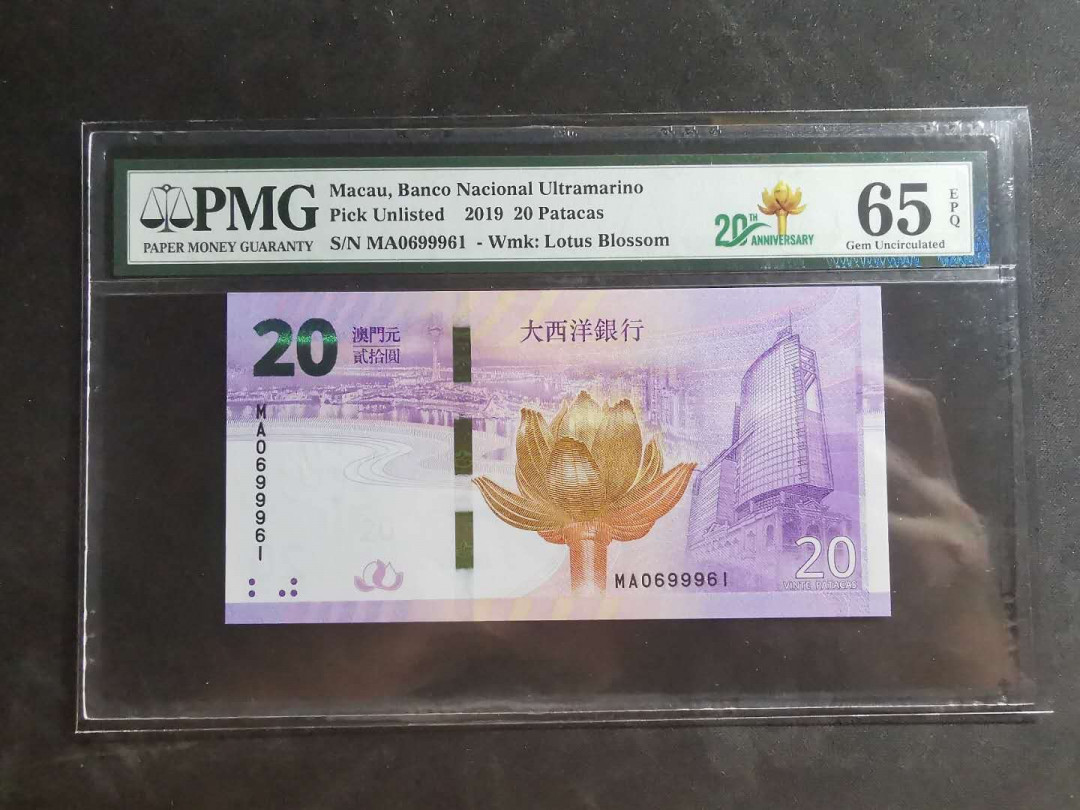 PMG
PAPER MONEY GUARANTY
Macau, Banco Nacional Ultramarino
Pick Unlisted 2019 20 Patacas
S/N MA0699961 - Wmk: Lotus Blossom
20TH ANNIVERSARY
65 EPQ
Gem Uncirculated
20
澳門元
貳拾圓
大西洋銀行
MA0699961
MA0699961
20
VINTE PATACAS
20